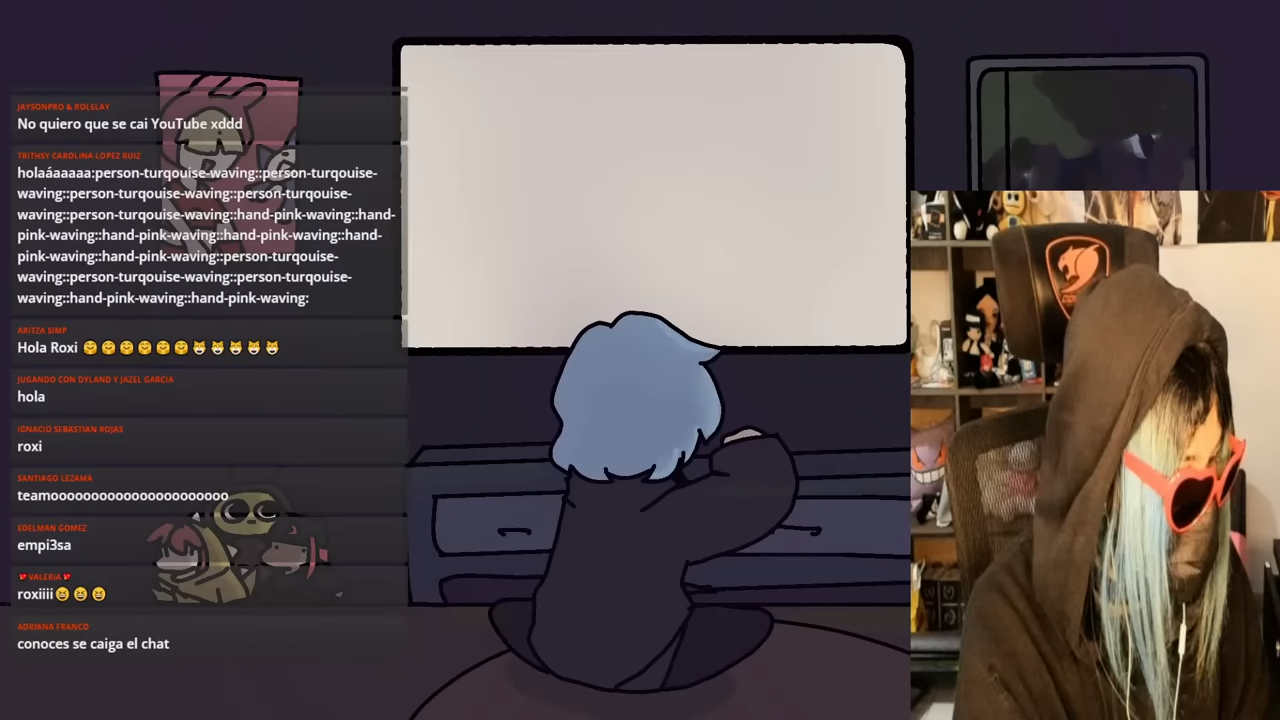 JAYSONPRO & ROLELAY
No quiero que se cai YouTube xddd
TRITHSY CAROLINA LOPEZ RUIZ
holaáaaaaa:person-turqouise-waving::person-turqouise-
waving::person-turqouise-waving::person-turqouise-
waving::person-turqouise-waving::hand-pink-waving::hand-
pink-waving::hand-pink-waving::hand-pink-waving::hand-
pink-waving::hand-pink-waving::person-turqouise-
waving::person-turqouise-waving::person-turqouise-
waving::hand-pink-waving::hand-pink-waving:
ARITZA SIMP
Hola Roxi 🤗🤗🤗🤗🤗🤗😸😸😸😸😸
JUGANDO CON DYLAND Y JAZEL GARCIA
hola
IGNACIO SEBASTIAN ROJAS
roxi
SANTIAGO LEZAMA
teamoooooooooooooooooooooo
EDELMAN GOMEZ
empi3sa
💘VALERIA💘
roxiiii😆😆😆
ADRIANA FRANCO
conoces se caiga el chat